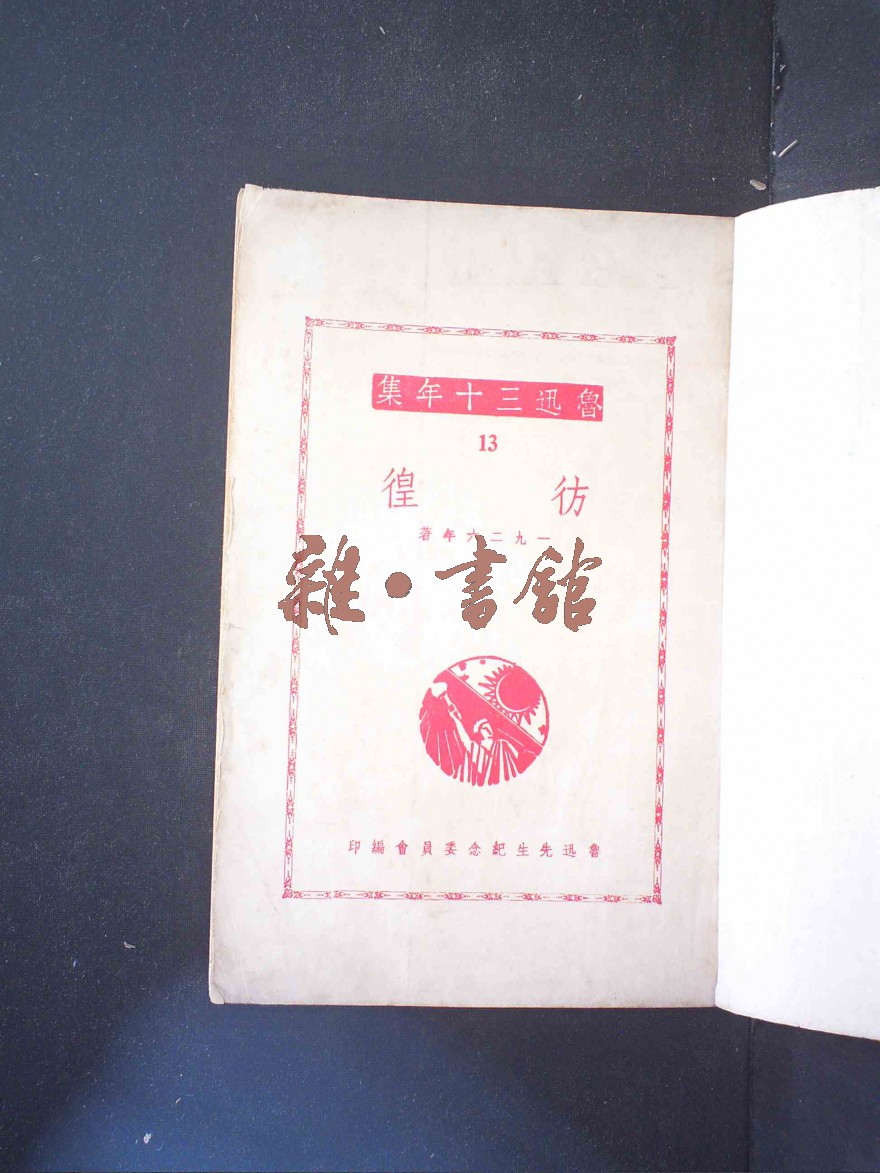 魯迅三十年集
13
彷徨
一九二六年著
雜·書館
魯迅先生紀念委員會編印